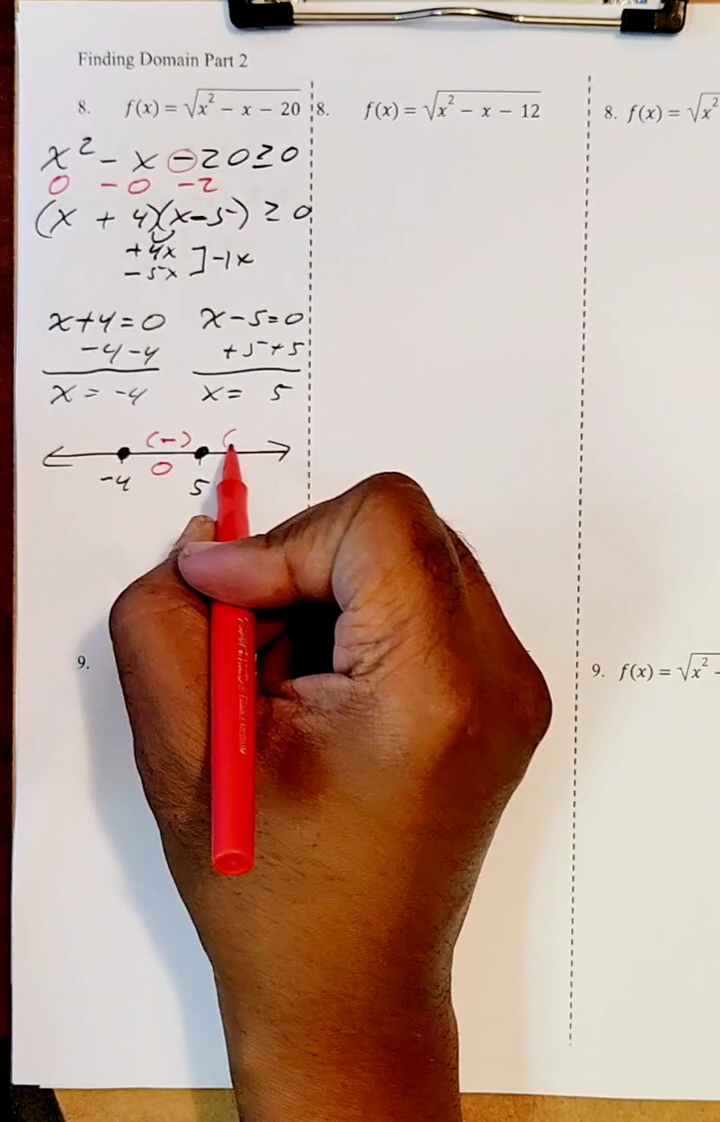 Finding Domain Part 2
8. f(x) = √x² − x − 20
x² − x − 20 ≥ 0
0 − 0 − 2
(x + 4)(x − 5) ≥ 0
+4x
−5x ] −1x
x + 4 = 0 x − 5 = 0
−4 −4 +5 +5
x = −4 x = 5
(−) (
0
−4 5
9.
8. f(x) = √x² − x − 12
8. f(x) = √x²
9. f(x) = √x² −